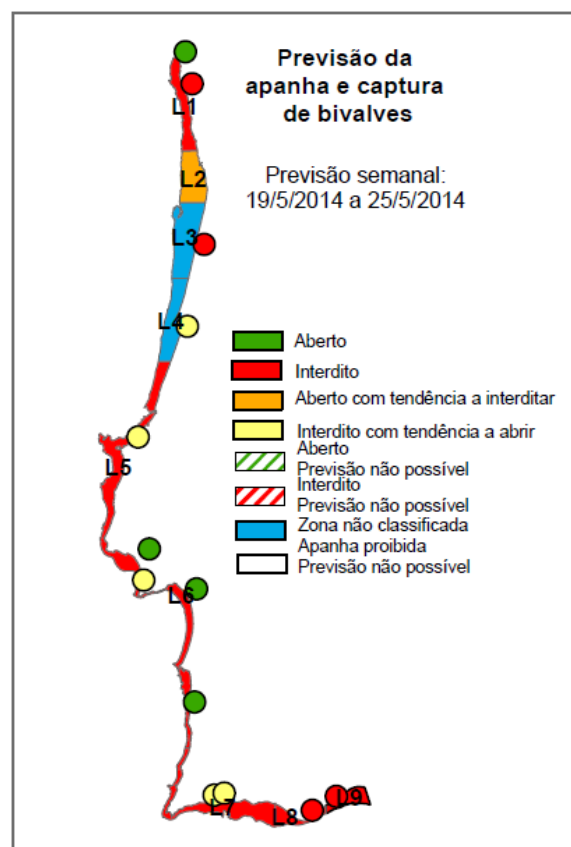 Previsão da
apanha e captura
de bivalves
Previsão semanal:
19/5/2014 a 25/5/2014
L1
L2
L3
L4
L5
L6
L7
L8
L9
Aberto
Interdito
Aberto com tendência a interditar
Interdito com tendência a abrir
Aberto
Previsão não possível
Interdito
Previsão não possível
Zona não classificada
Apanha proibida
Previsão não possível